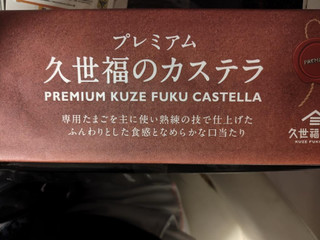 プレミアム
久世福のカステラ
PREMIUM KUZE FUKU CASTELLA
専用たまごを主に使い熟練の技で仕上げた
ふんわりとした食感となめらかな口当たり
久世福
KUZE FUKU